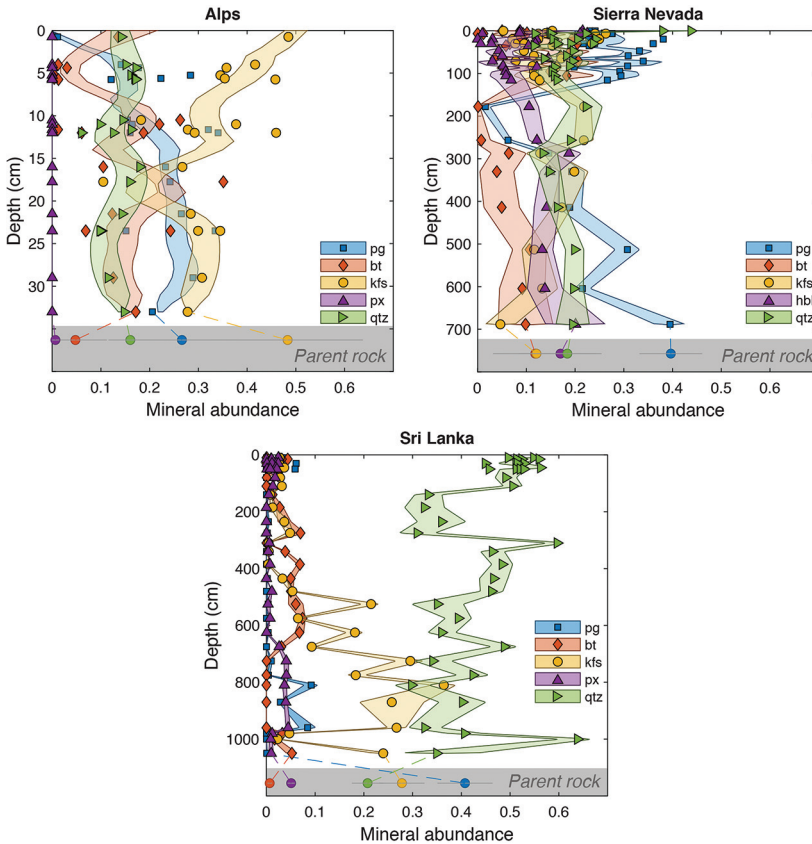 Alps
0
5
10
15
20
25
30
Depth (cm)
pg
bt
kfs
px
qtz
Parent rock
0 0.1 0.2 0.3 0.4 0.5 0.6
Mineral abundance
Sierra Nevada
0
100
200
300
400
500
600
700
Depth (cm)
pg
bt
kfs
hbl
qtz
Parent rock
0 0.1 0.2 0.3 0.4 0.5 0.6
Mineral abundance
Sri Lanka
0
200
400
600
800
1000
Depth (cm)
pg
bt
kfs
px
qtz
Parent rock
0 0.1 0.2 0.3 0.4 0.5 0.6
Mineral abundance